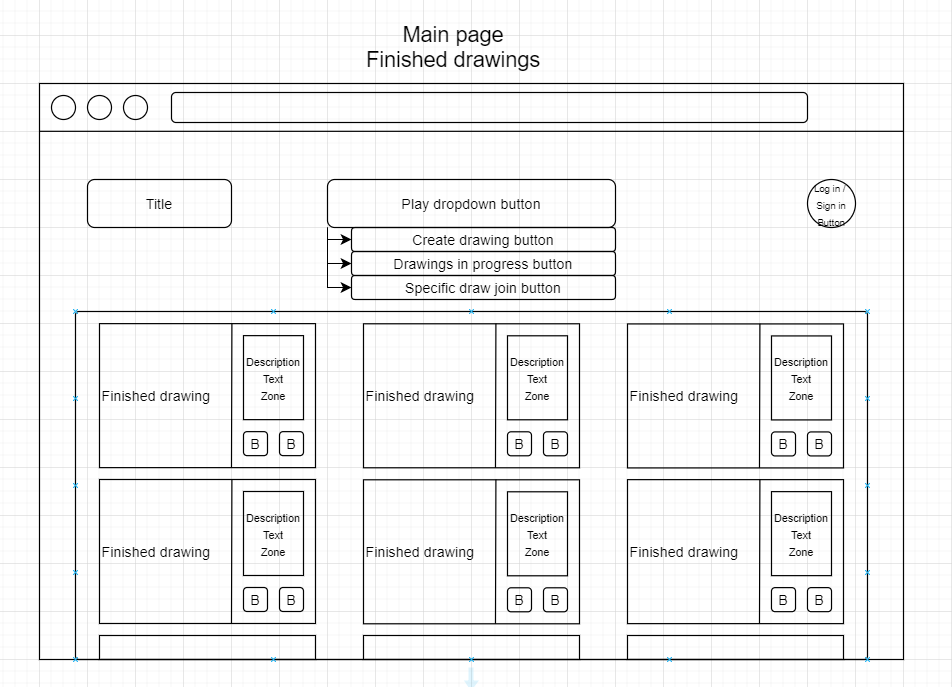 Main page
Finished drawings
Title
Play dropdown button
Log in /
Sign in
Button
Create drawing button
Drawings in progress button
Specific draw join button
Finished drawing
Description
Text
Zone
B B
Finished drawing
Description
Text
Zone
B B
Finished drawing
Description
Text
Zone
B B
Finished drawing
Description
Text
Zone
B B
Finished drawing
Description
Text
Zone
B B
Finished drawing
Description
Text
Zone
B B